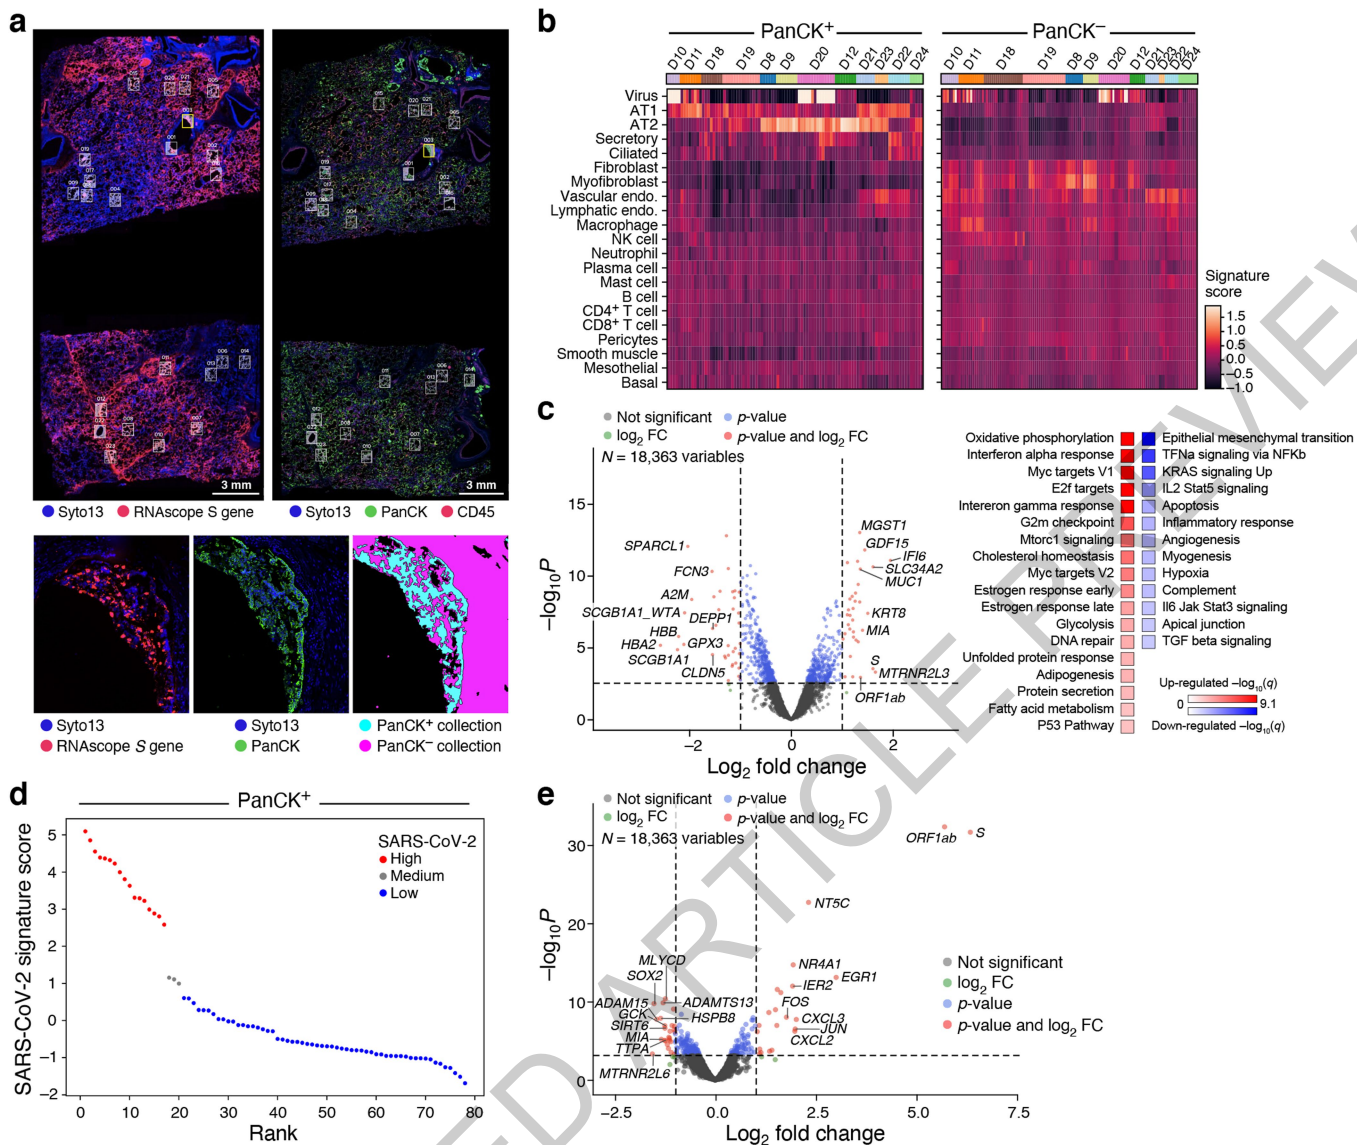 a
3 mm
3 mm
Syto13 RNAscope S gene
Syto13 PanCK CD45
Syto13
RNAscope S gene
Syto13
PanCK
PanCK+ collection
PanCK− collection
b
PanCK+ PanCK−
D10 D11 D18 D19 D8 D9 D20 D12 D21 D23 D22 D24
D10 D11 D18 D19 D8 D9 D20 D12 D21 D23 D22 D24
Virus
AT1
AT2
Secretory
Ciliated
Fibroblast
Myofibroblast
Vascular endo.
Lymphatic endo.
Macrophage
NK cell
Neutrophil
Plasma cell
Mast cell
B cell
CD4+ T cell
CD8+ T cell
Pericytes
Smooth muscle
Mesothelial
Basal
Signature
score
1.5
1.0
0.5
0
−0.5
−1.0
c
Not significant p-value
log2 FC p-value and log2 FC
N = 18,363 variables
15
10
5
0
−log10P
−2 0 2
Log2 fold change
SPARCL1
FCN3
A2M
SCGB1A1_WTA
DEPP1
HBB
HBA2
GPX3
SCGB1A1
CLDN5
MGST1
GDF15
IFI6
SLC34A2
MUC1
KRT8
MIA
S
MTRNR2L3
ORF1ab
Oxidative phosphorylation Epithelial mesenchymal transition
Interferon alpha response TFNa signaling via NFKb
Myc targets V1 KRAS signaling Up
E2f targets IL2 Stat5 signaling
Intereron gamma response Apoptosis
G2m checkpoint Inflammatory response
Mtorc1 signaling Angiogenesis
Cholesterol homeostasis Myogenesis
Myc targets V2 Hypoxia
Estrogen response early Complement
Estrogen response late Il6 Jak Stat3 signaling
Glycolysis Apical junction
DNA repair TGF beta signaling
Unfolded protein response
Adipogenesis
Protein secretion
Fatty acid metabolism
P53 Pathway
Up-regulated −log10(q)
0 9.1
Down-regulated −log10(q)
d
PanCK+
SARS-CoV-2
High
Medium
Low
SARS-CoV-2 signature score
5
4
3
2
1
0
−1
−2
0 10 20 30 40 50 60 70 80
Rank
e
Not significant p-value
log2 FC p-value and log2 FC
N = 18,363 variables
30
20
10
0
−log10P
−2.5 0.0 2.5 5.0 7.5
Log2 fold change
ORF1ab S
NT5C
NR4A1
EGR1
IER2
FOS
CXCL3
JUN
CXCL2
MLYCD
SOX2
ADAM15
ADAMTS13
GCK
HSPB8
SIRT6
MIA
TTPA
MTRNR2L6
Not significant
log2 FC
p-value
p-value and log2 FC
ED ARTICLE PREVIEW